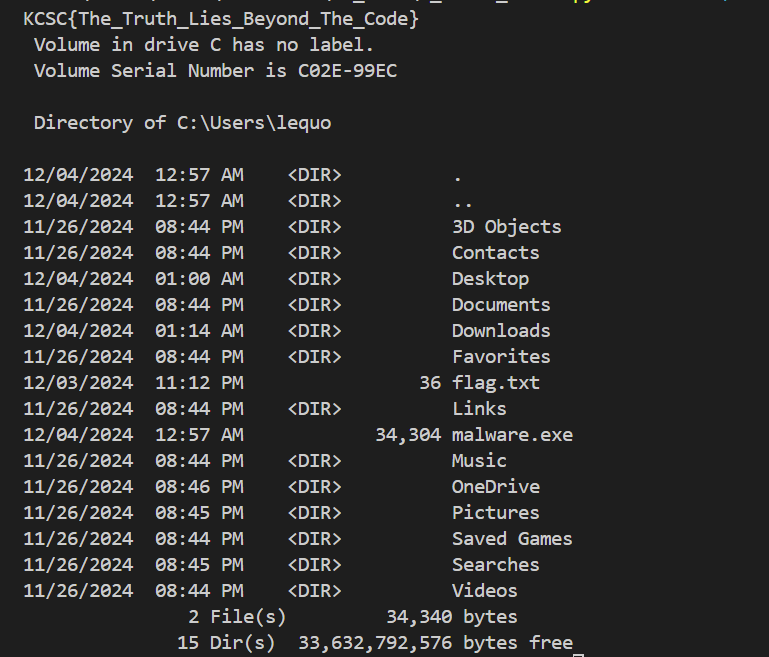 KCSC{The_Truth_Lies_Beyond_The_Code}
 Volume in drive C has no label.
 Volume Serial Number is C02E-99EC
 Directory of C:\Users\lequo
12/04/2024  12:57 AM    <DIR>          .
12/04/2024  12:57 AM    <DIR>          ..
11/26/2024  08:44 PM    <DIR>          3D Objects
11/26/2024  08:44 PM    <DIR>          Contacts
12/04/2024  01:00 AM    <DIR>          Desktop
11/26/2024  08:44 PM    <DIR>          Documents
12/04/2024  01:14 AM    <DIR>          Downloads
11/26/2024  08:44 PM    <DIR>          Favorites
12/03/2024  11:12 PM                36 flag.txt
11/26/2024  08:44 PM    <DIR>          Links
12/04/2024  12:57 AM            34,304 malware.exe
11/26/2024  08:44 PM    <DIR>          Music
11/26/2024  08:46 PM    <DIR>          OneDrive
11/26/2024  08:45 PM    <DIR>          Pictures
11/26/2024  08:44 PM    <DIR>          Saved Games
11/26/2024  08:45 PM    <DIR>          Searches
11/26/2024  08:44 PM    <DIR>          Videos
               2 File(s)         34,340 bytes
              15 Dir(s)  33,632,792,576 bytes free